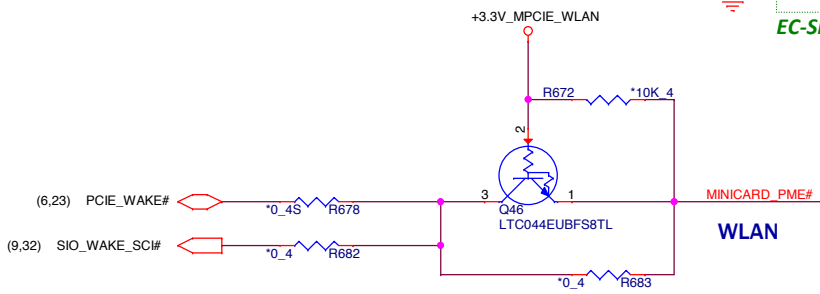 EC-S
+3.3V_MPCIE_WLAN
R672 *10K_4
2
(6,23) PCIE_WAKE# 3 1 MINICARD_PME#
*0_4S R678 Q46
LTC044EUBFS8TL
WLAN
(9,32) SIO_WAKE_SCI#
*0_4 R682
*0_4 R683